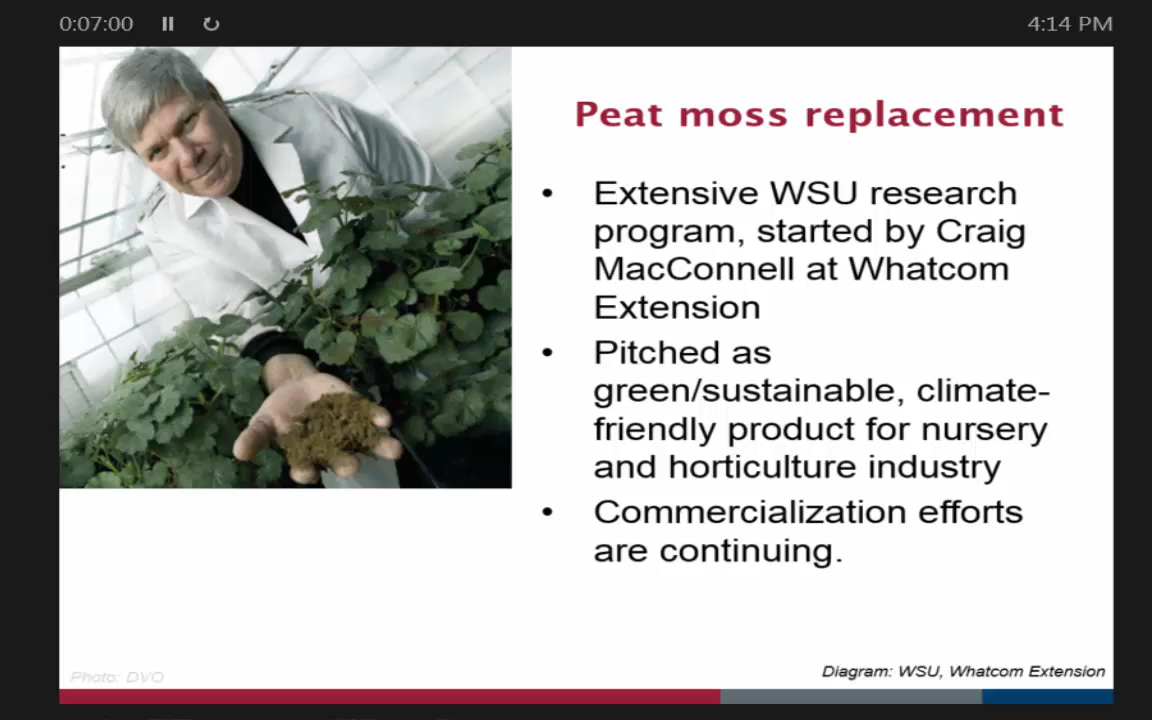 0:07:00
4:14 PM
Peat moss replacement
• Extensive WSU research
program, started by Craig
MacConnell at Whatcom
Extension
• Pitched as
green/sustainable, climate-
friendly product for nursery
and horticulture industry
• Commercialization efforts
are continuing.
Photo: DVO
Diagram: WSU, Whatcom Extension